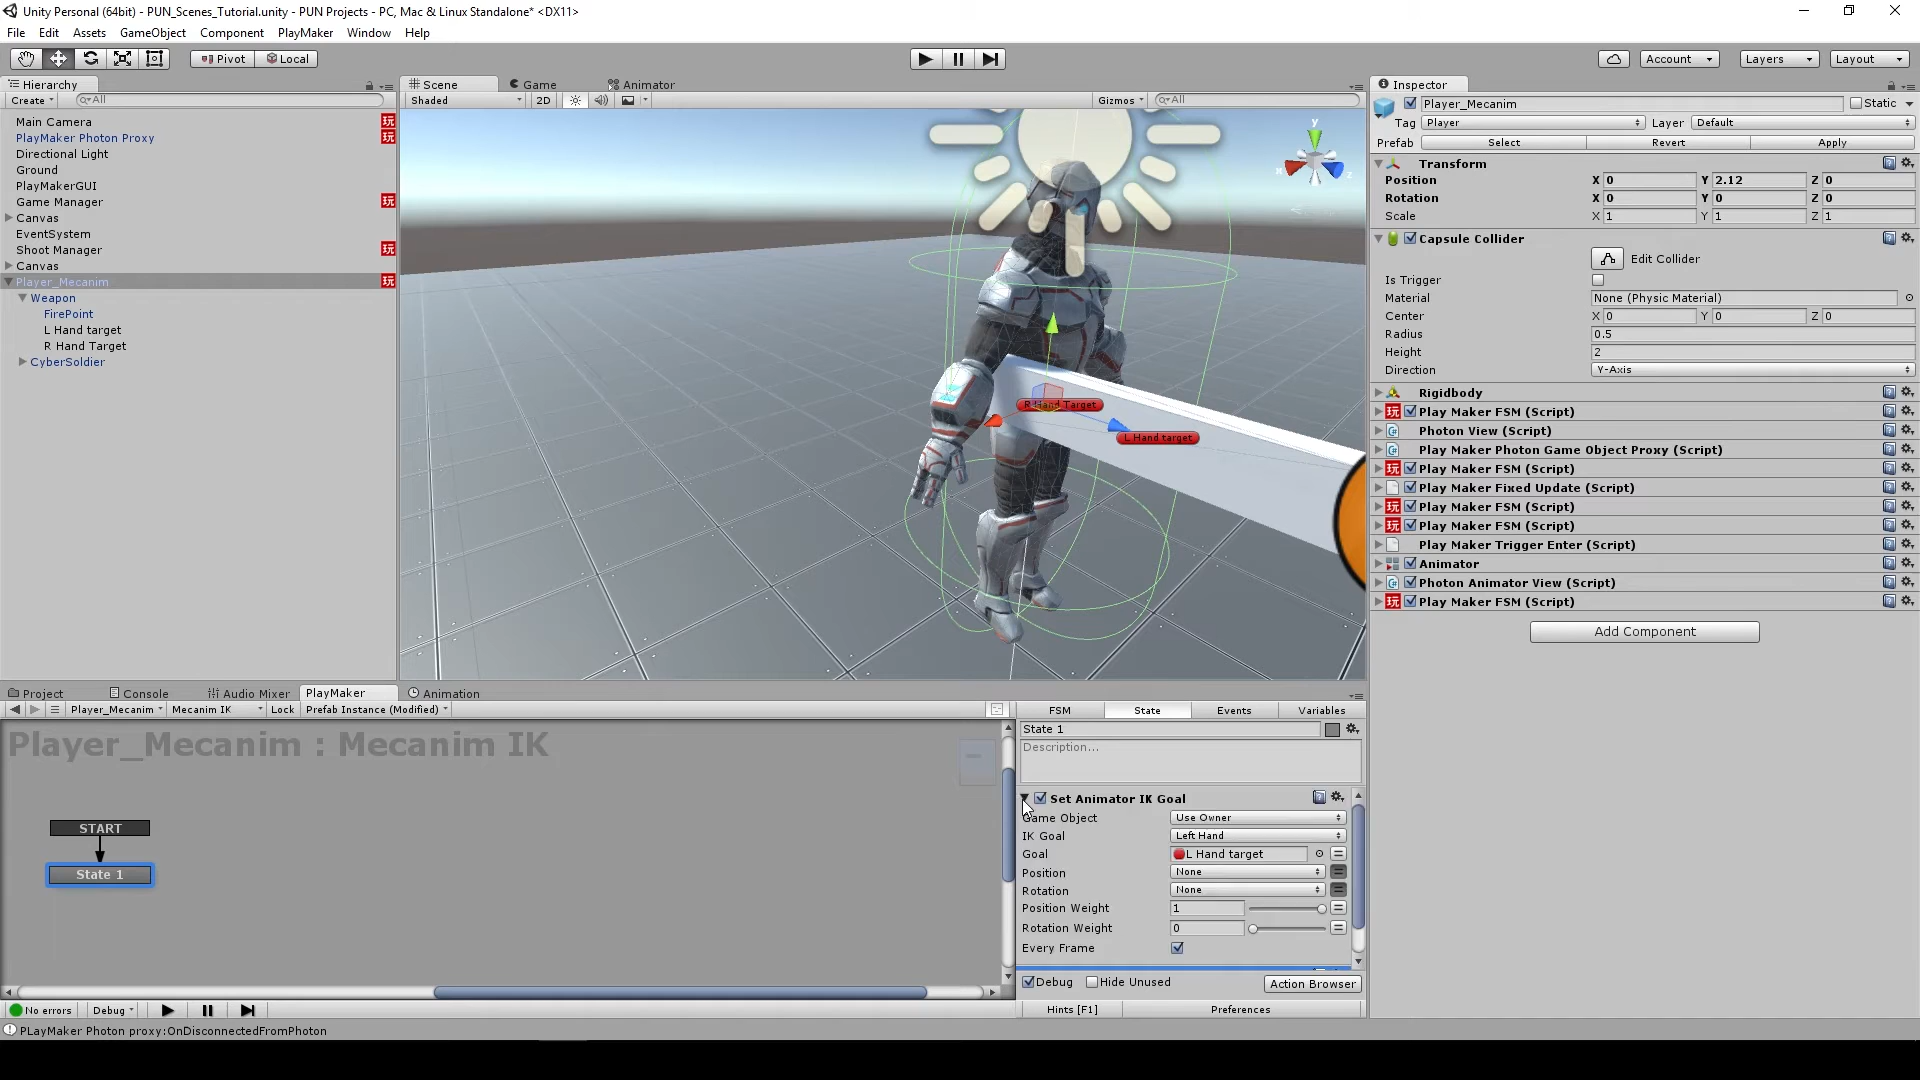 Unity Personal (64bit) - PUN_Scenes_Tutorial.unity - PUN Projects - PC, Mac & Linux Standalone* <DX11>
File Edit Assets GameObject Component PlayMaker Window Help
Pivot Local Account Layers Layout
Hierarchy
Create All
Main Camera
PlayMaker Photon Proxy
Directional Light
Ground
PlayMakerGUI
Game Manager
Canvas
EventSystem
Shoot Manager
Canvas
Player_Mecanim
Weapon
FirePoint
L Hand target
R Hand Target
CyberSoldier
Scene Game Animator
Shaded 2D Gizmos All
y
x
z
R Hand Target
L Hand target
Inspector
Player_Mecanim Static
Tag Player Layer Default
Prefab Select Revert Apply
Transform
Position X 0 Y 2.12 Z 0
Rotation X 0 Y 0 Z 0
Scale X 1 Y 1 Z 1
Capsule Collider
Edit Collider
Is Trigger
Material None (Physic Material)
Center X 0 Y 0 Z 0
Radius 0.5
Height 2
Direction Y-Axis
Rigidbody
Play Maker FSM (Script)
Photon View (Script)
Play Maker Photon Game Object Proxy (Script)
Play Maker FSM (Script)
Play Maker Fixed Update (Script)
Play Maker FSM (Script)
Play Maker FSM (Script)
Play Maker Trigger Enter (Script)
Animator
Photon Animator View (Script)
Play Maker FSM (Script)
Add Component
Project Console Audio Mixer PlayMaker Animation
Player_Mecanim Mecanim IK Lock Prefab Instance (Modified)
Player_Mecanim : Mecanim IK
START
State 1
FSM State Events Variables
State 1
Description...
Set Animator IK Goal
Game Object Use Owner
IK Goal Left Hand
Goal L Hand target
Position None
Rotation None
Position Weight 1
Rotation Weight 0
Every Frame
Debug Hide Unused Action Browser
Hints [F1] Preferences
No errors Debug
PLayMaker Photon proxy:OnDisconnectedFromPhoton